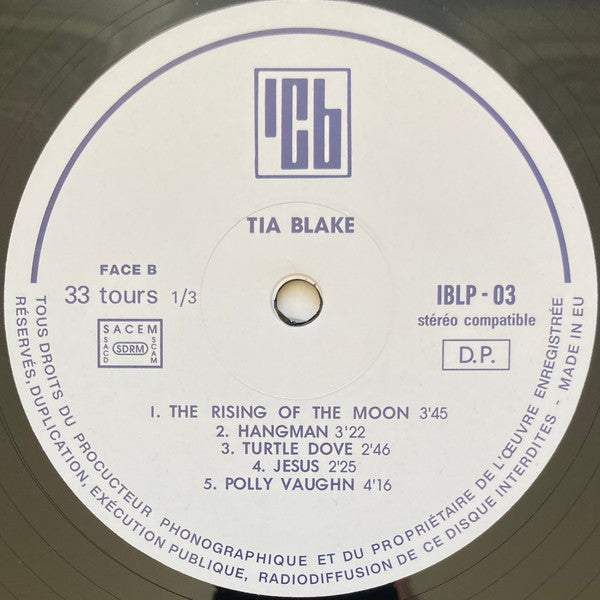 ICb
TIA BLAKE
FACE B
33 tours 1/3
SACEM
SACD
SDRM
SCAM
IBLP - 03
stéréo compatible
D.P.
1. THE RISING OF THE MOON 3'45
2. HANGMAN 3'22
3. TURTLE DOVE 2'46
4. JESUS 2'25
5. POLLY VAUGHN 4'16
TOUS DROITS DU PROCUCTEUR PHONOGRAPHIQUE ET DU PROPRIÉTAIRE DE L'ŒUVRE ENREGISTRÉE
RÉSERVÉS, DUPLICATION, EXÉCUTION PUBLIQUE, RADIODIFFUSION DE CE DISQUE INTERDITES - MADE IN EU